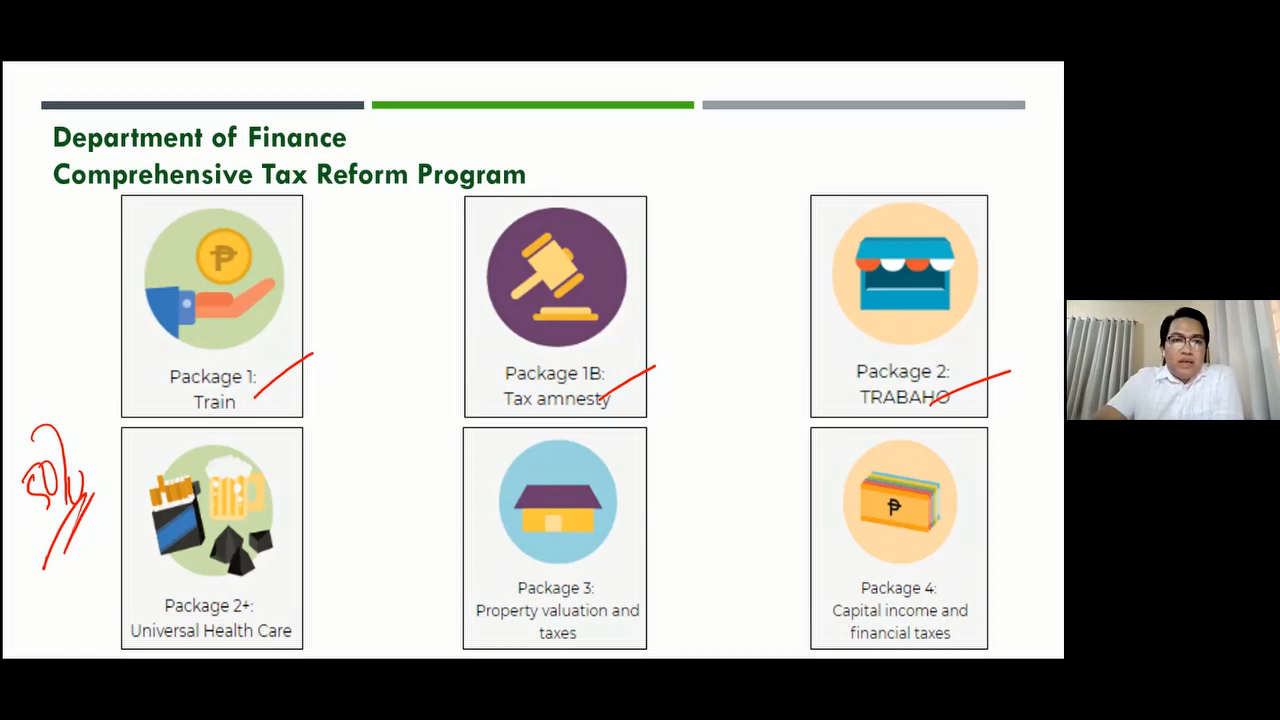 Department of Finance
Comprehensive Tax Reform Program
Package 1:
Train
Package 1B:
Tax amnesty
Package 2:
TRABAHO
Package 2+:
Universal Health Care
Package 3:
Property valuation and
taxes
Package 4:
Capital income and
financial taxes